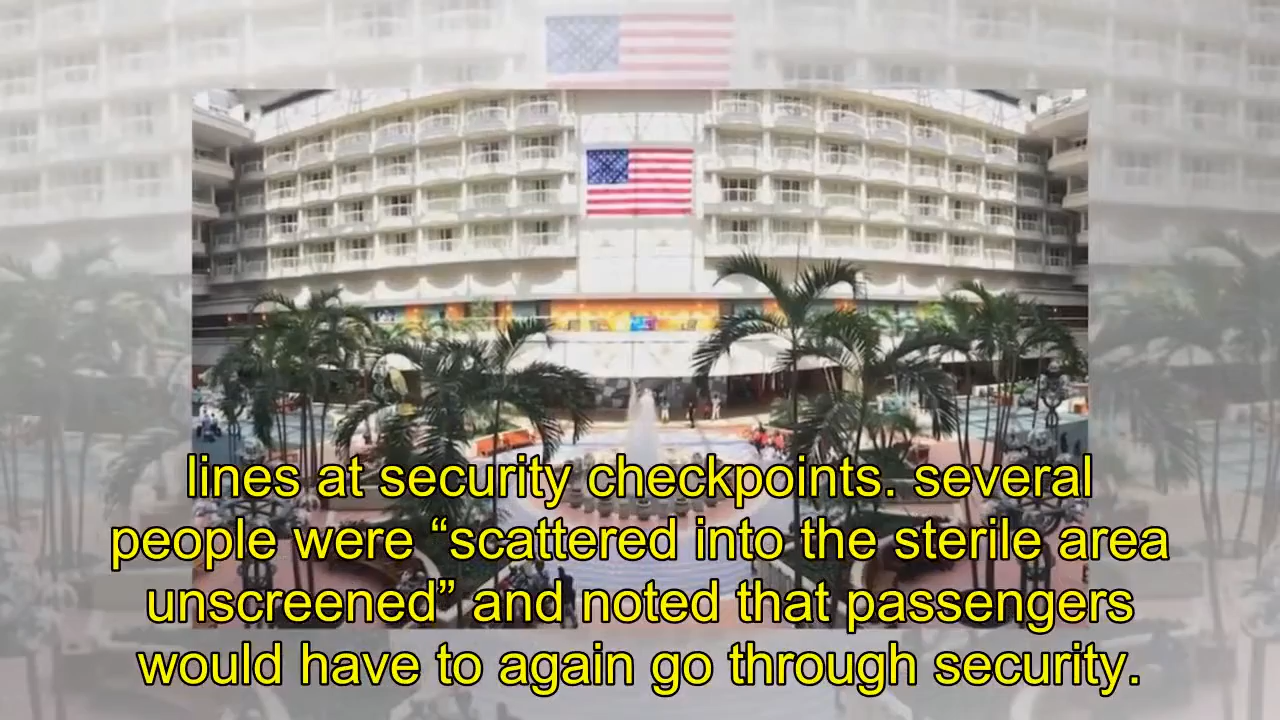 lines at security checkpoints. several
people were “scattered into the sterile area
unscreened” and noted that passengers
would have to again go through security.